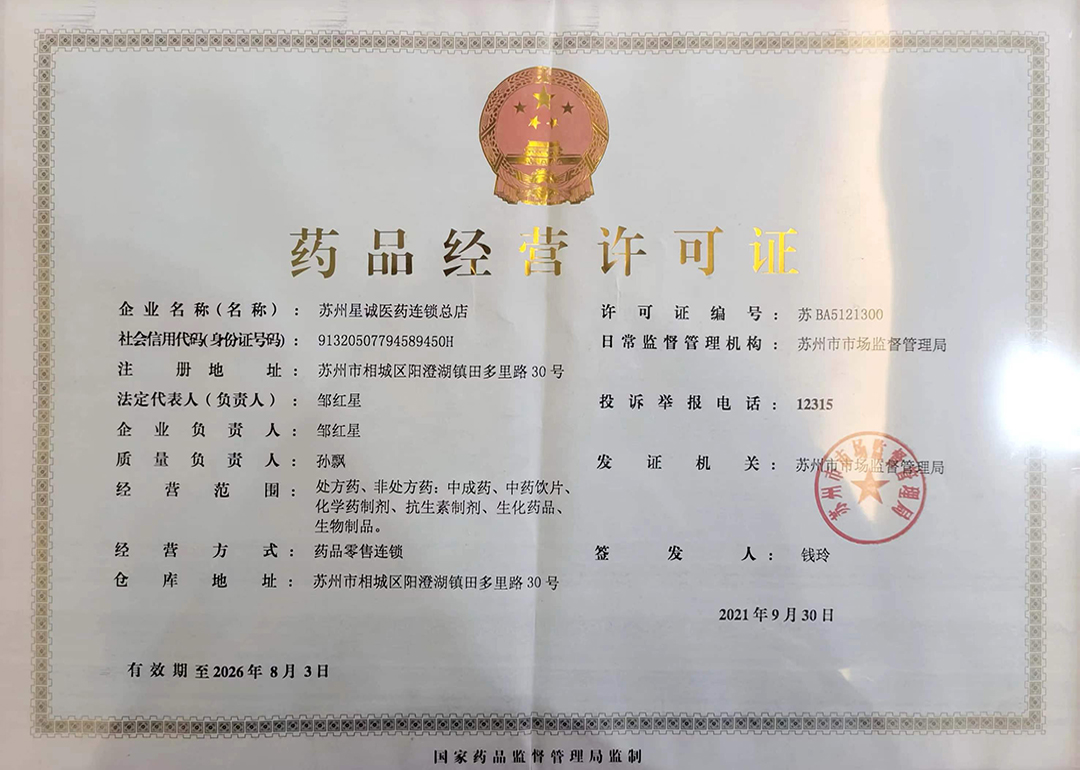 药品经营许可证
企业名称(名称)： 苏州星诚医药连锁总店
社会信用代码(身份证号码)： 91320507794589450H
注册地址： 苏州市相城区阳澄湖镇田多里路30号
法定代表人(负责人)： 邹红星
企业负责人： 邹红星
质量负责人： 孙飘
经营范围： 处方药、非处方药：中成药、中药饮片、
化学药制剂、抗生素制剂、生化药品、
生物制品。
经营方式： 药品零售连锁
仓库地址： 苏州市相城区阳澄湖镇田多里路30号
许可证编号： 苏BA5121300
日常监督管理机构： 苏州市市场监督管理局
投诉举报电话： 12315
发证机关： 苏州市市场监督管理局
苏州市市场监督管理局
签发人： 钱玲
2021年9月30日
有效期至2026年8月3日
国家药品监督管理局监制